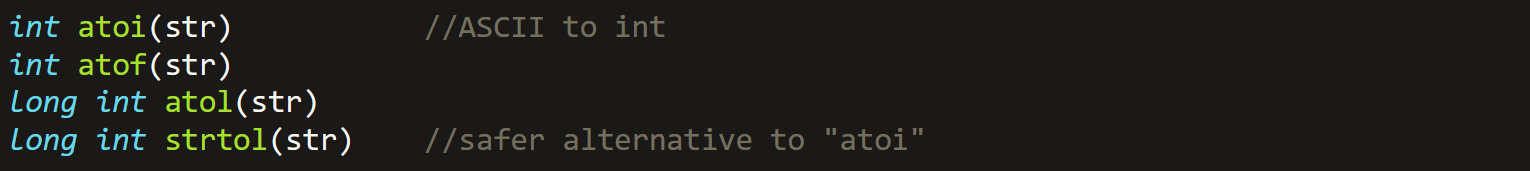 int atoi(str)           //ASCII to int
int atof(str)
long int atol(str)
long int strtol(str)    //safer alternative to "atoi"